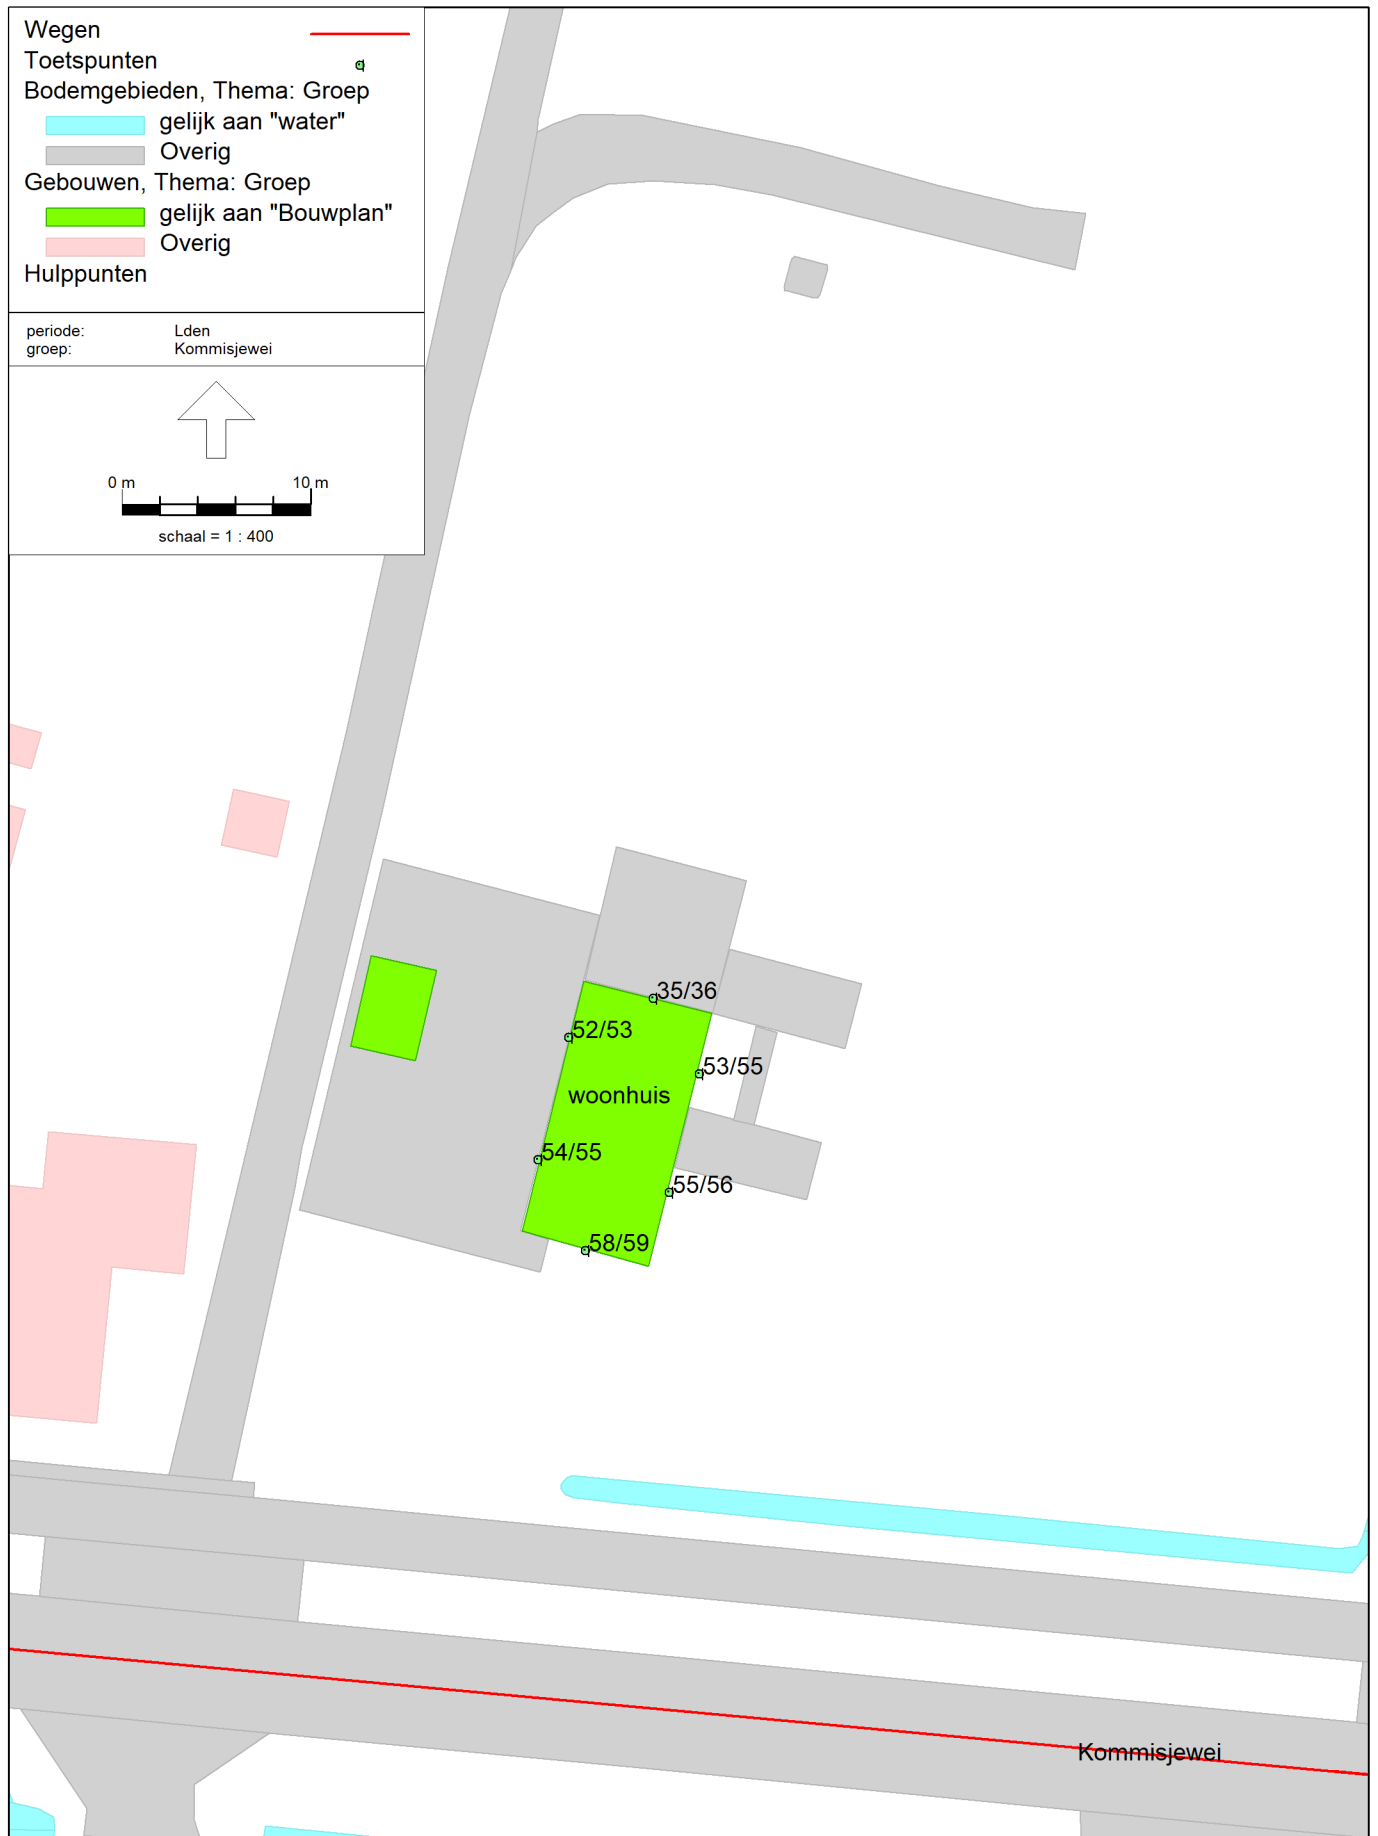 Wegen
Toetspunten
Bodemgebieden, Thema: Groep
gelijk aan "water"
Overig
Gebouwen, Thema: Groep
gelijk aan "Bouwplan"
Overig
Hulppunten
periode: Lden
groep: Kommisjewei
0 m 10 m
schaal = 1 : 400
35/36
52/53
53/55
woonhuis
54/55
55/56
58/59
Kommisjewei